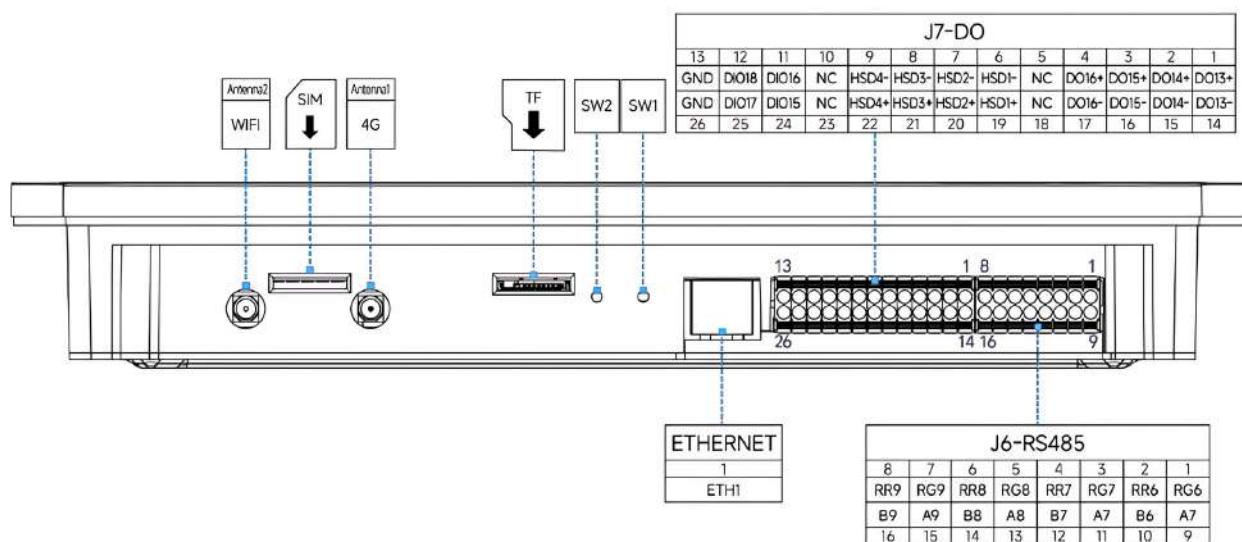 J7-DO
13 12 11 10 9 8 7 6 5 4 3 2 1
GND DIO18 DIO16 NC HSD4- HSD3- HSD2- HSD1- NC DO16+ DO15+ DO14+ DO13+
GND DIO17 DIO15 NC HSD4+ HSD3+ HSD2+ HSD1+ NC DO16- DO15- DO14- DO13-
26 25 24 23 22 21 20 19 18 17 16 15 14
Antenna2
WIFI
SIM
Antenna1
4G
TF
SW2
SW1
13 1 8 1
26 14 16 9
ETHERNET
1
ETH1
J6-RS485
8 7 6 5 4 3 2 1
RR9 RG9 RR8 RG8 RR7 RG7 RR6 RG6
B9 A9 B8 A8 B7 A7 B6 A7
16 15 14 13 12 11 10 9